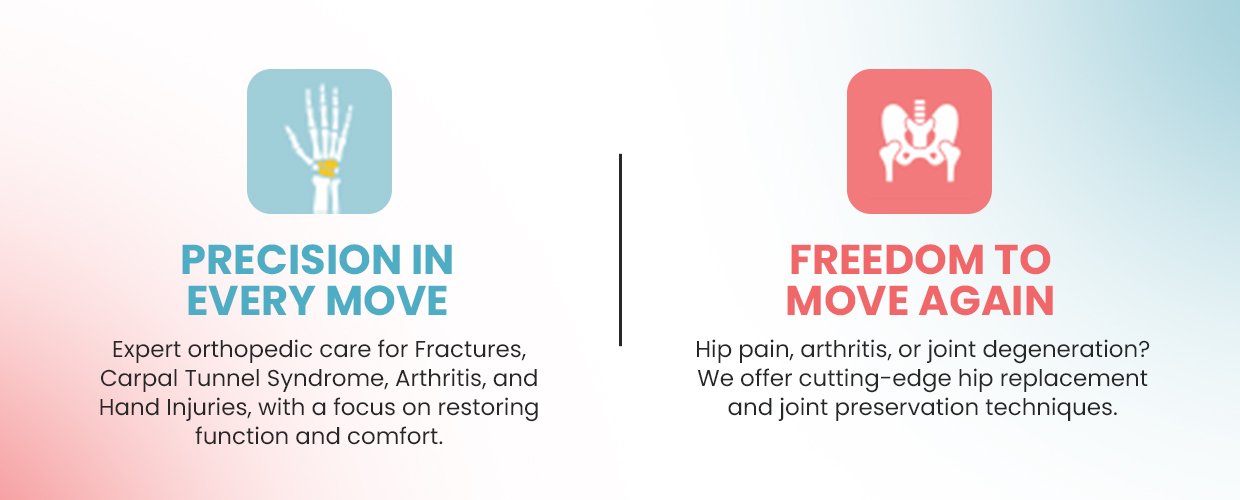 PRECISION IN
EVERY MOVE
Expert orthopedic care for Fractures,
Carpal Tunnel Syndrome, Arthritis, and
Hand Injuries, with a focus on restoring
function and comfort.
FREEDOM TO
MOVE AGAIN
Hip pain, arthritis, or joint degeneration?
We offer cutting-edge hip replacement
and joint preservation techniques.